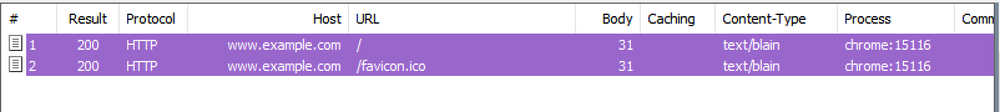 # Result Protocol Host URL Body Caching Content-Type Process Comm
1 200 HTTP www.example.com / 31 text/blain chrome:15116
2 200 HTTP www.example.com /favicon.ico 31 text/blain chrome:15116